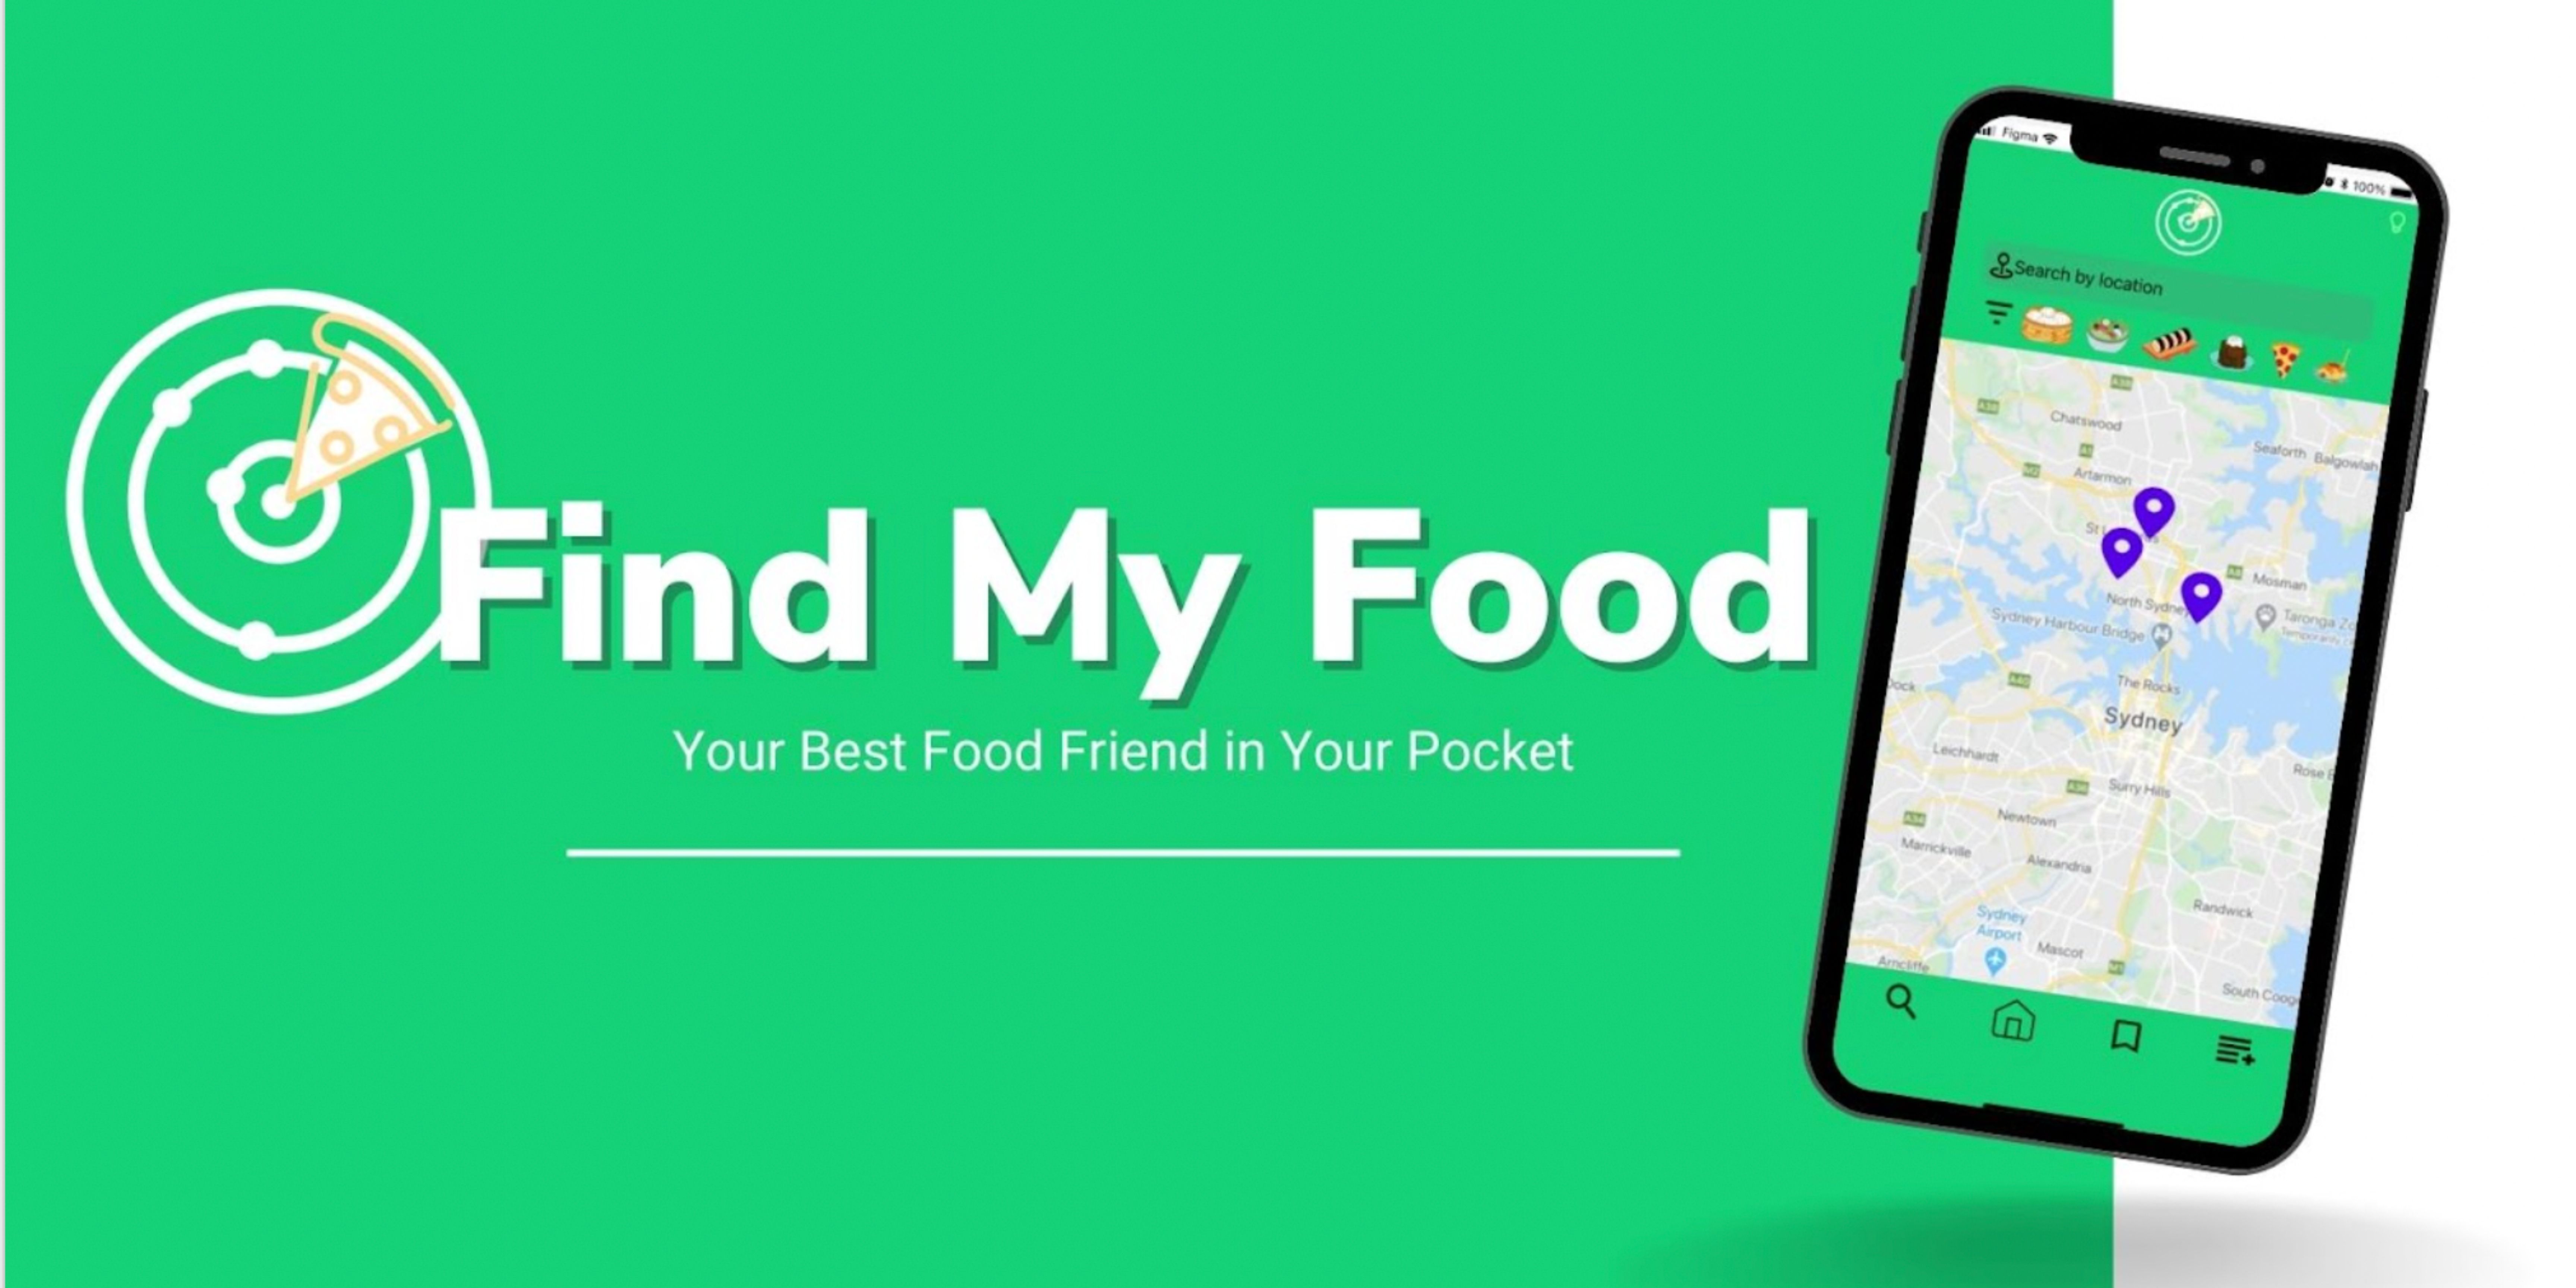 Find My Food
Your Best Food Friend in Your Pocket
Figma
100%
Search by location
Chatswood
Seaforth
Balgowlah
Artarmon
Mosman
North Sydney
Taronga
Sydney Harbour Bridge
The Rocks
Sydney
Leichhardt
Rose
Surry Hills
Newtown
Marrickville
Alexandria
Randwick
Sydney
Airport
Mascot
Arncliffe
South